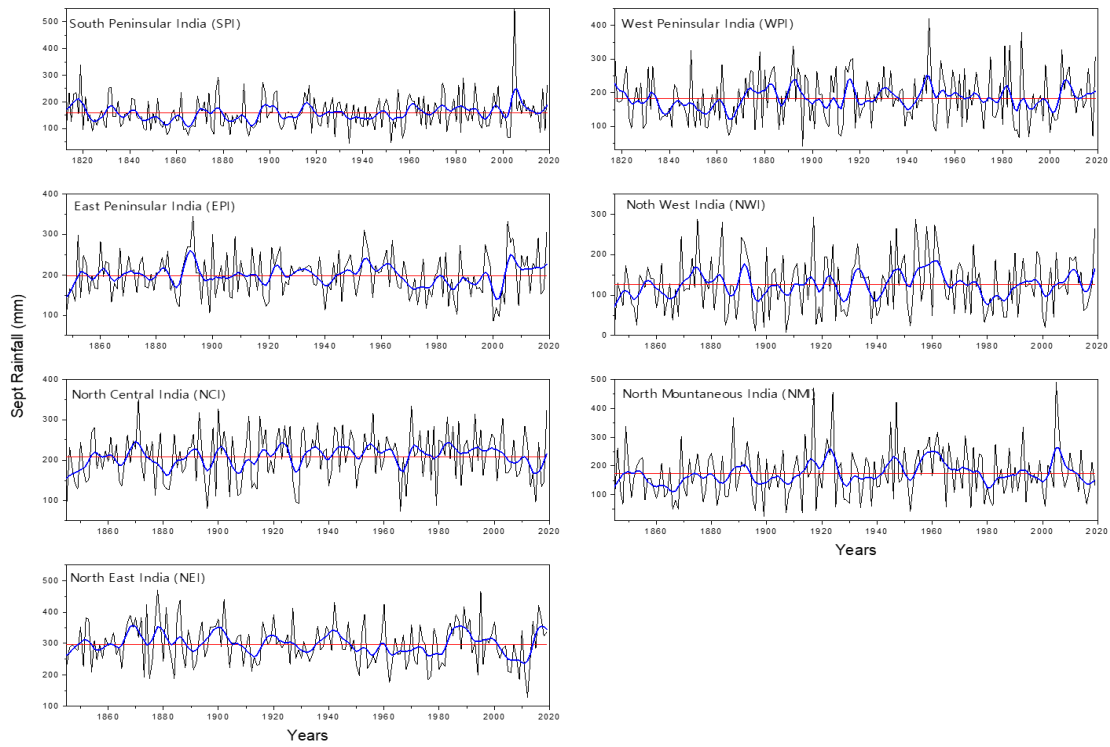 South Peninsular India (SPI)
500
400
300
200
100
1820 1840 1860 1880 1900 1920 1940 1960 1980 2000 2020
West Peninsular India (WPI)
400
300
200
100
1820 1840 1860 1880 1900 1920 1940 1960 1980 2000 2020
East Peninsular India (EPI)
400
300
200
100
1860 1880 1900 1920 1940 1960 1980 2000 2020
Noth West India (NWI)
300
200
100
0
1860 1880 1900 1920 1940 1960 1980 2000 2020
Sept Rainfall (mm)
North Central India (NCI)
400
300
200
100
1860 1880 1900 1920 1940 1960 1980 2000 2020
North Mountaneous India (NMI)
500
400
300
200
100
1860 1880 1900 1920 1940 1960 1980 2000 2020
Years
North East India (NEI)
500
400
300
200
100
1860 1880 1900 1920 1940 1960 1980 2000 2020
Years